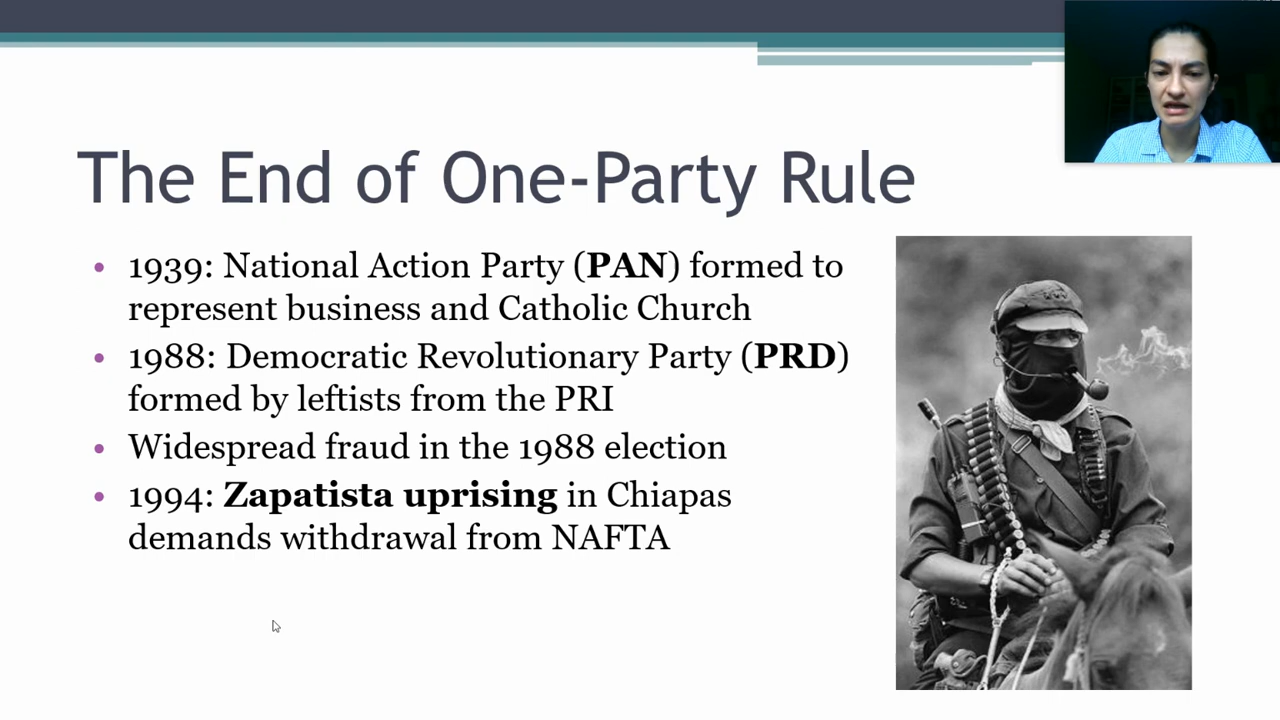 The End of One-Party Rule
• 1939: National Action Party (PAN) formed to
represent business and Catholic Church
• 1988: Democratic Revolutionary Party (PRD)
formed by leftists from the PRI
• Widespread fraud in the 1988 election
• 1994: Zapatista uprising in Chiapas
demands withdrawal from NAFTA